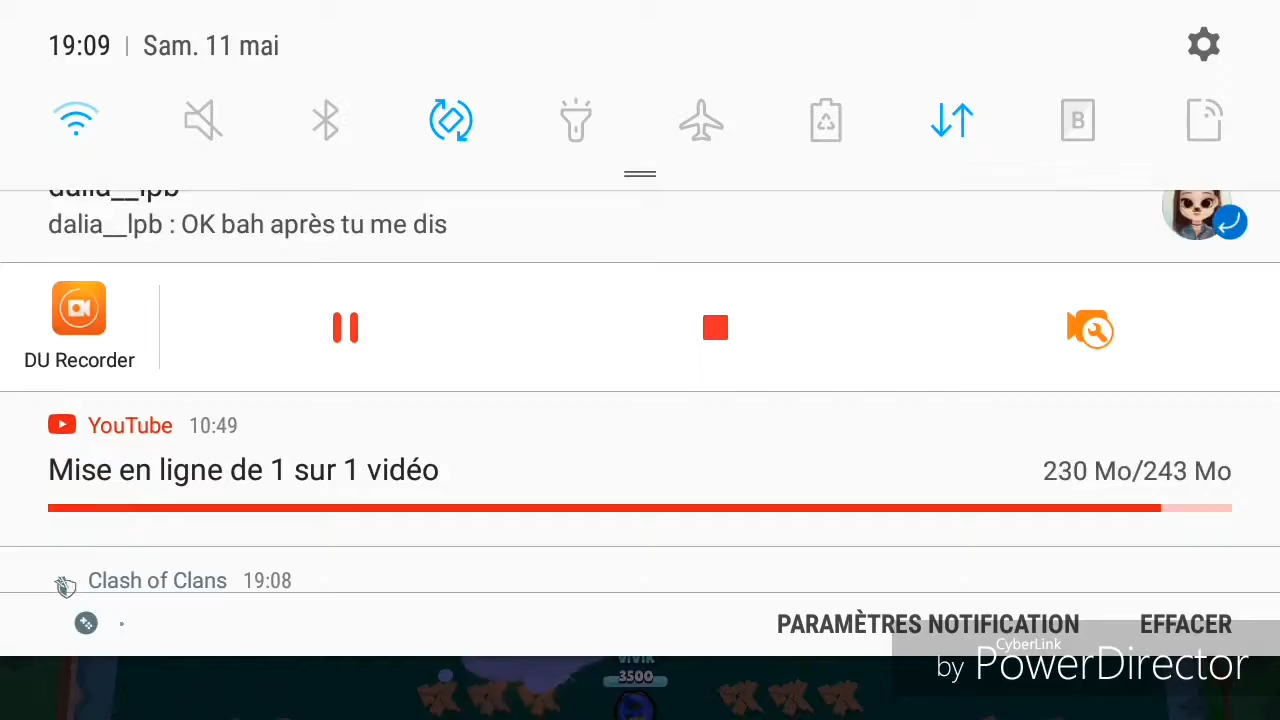 19:09 | Sam. 11 mai
B
dalia__lpb
dalia__lpb : OK bah après tu me dis
DU Recorder
YouTube 10:49
Mise en ligne de 1 sur 1 vidéo 230 Mo/243 Mo
Clash of Clans 19:08
PARAMÈTRES NOTIFICATION EFFACER
CyberLink
by PowerDirector
3500